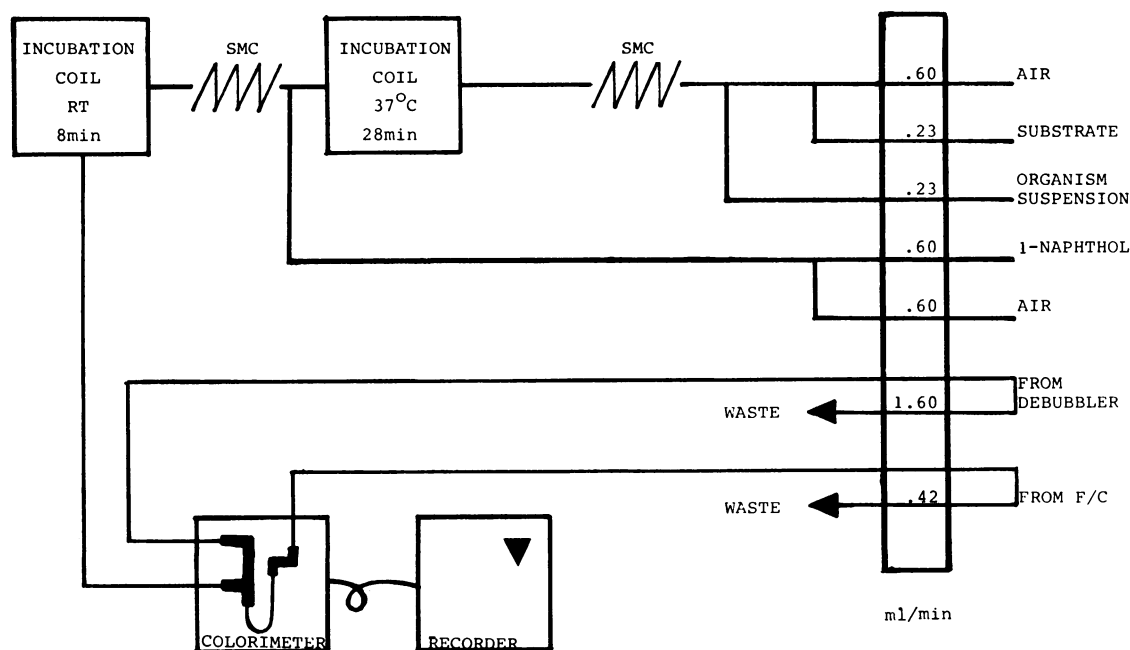 INCUBATION
COIL
RT
8min
SMC
INCUBATION
COIL
37°C
28min
SMC
.60
AIR
.23
SUBSTRATE
.23
ORGANISM
SUSPENSION
.60
1-NAPHTHOL
.60
AIR
FROM
DEBUBBLER
1.60
WASTE
.42
FROM F/C
WASTE
ml/min
COLORIMETER
RECORDER